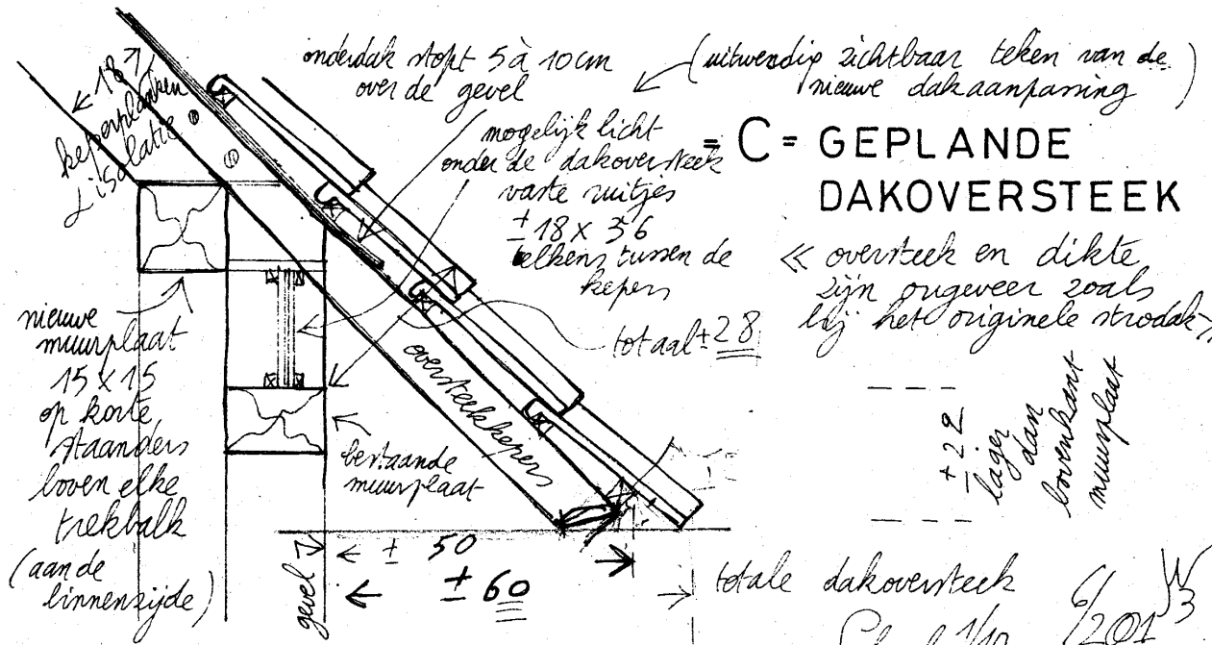 onderdak stopt 5 à 10cm
over de gevel
(uitwendig zichtbaar teken van de
nieuwe dakaanpassing)
= C = GEPLANDE
DAKOVERSTEEK
18
keperplanken
isolatie
mogelijk licht
onder de dakoversteek
vaste ruitjes
± 18 x 36
telkens tussen de
kepers
<< oversteek en dikte
zijn ongeveer zoals
bij het originele strodak >>
totaal ± 28
nieuwe
muurplaat
15 x 15
op korte
staanders
boven elke
trekbalk
(aan de
binnenzijde)
oversteekkepers
bestaande
muurplaat
± 22
lager
dan
bovenkant
muurplaat
gevel
± 50
± 60
totale dakoversteek
6/2013